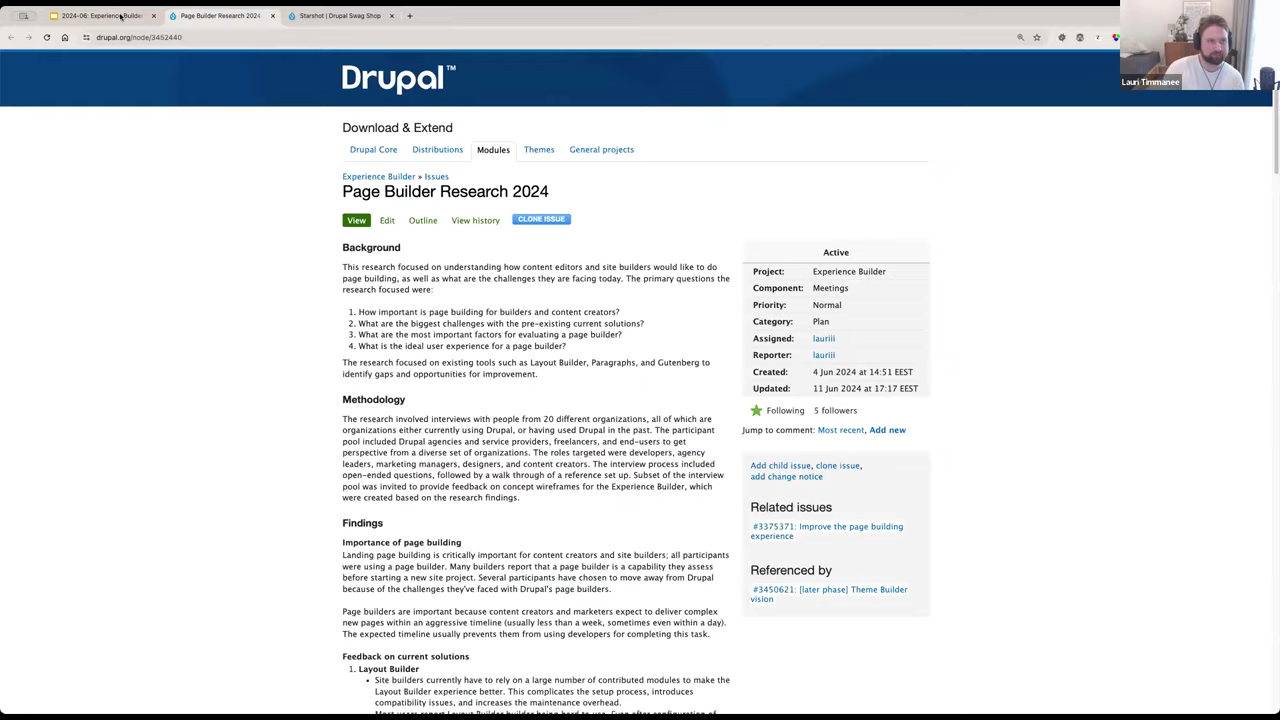 2024-06: Experience Builder
Page Builder Research 2024
Starshot | Drupal Swag Shop
drupal.org/node/3452440
Lauri Timmanee
Drupal™
Download & Extend
Drupal Core
Distributions
Modules
Themes
General projects
Experience Builder » Issues
Page Builder Research 2024
View
Edit
Outline
View history
CLONE ISSUE
Background
This research focused on understanding how content editors and site builders would like to do
page building, as well as what are the challenges they are facing today. The primary questions the
research focused were:
1. How important is page building for builders and content creators?
2. What are the biggest challenges with the pre-existing current solutions?
3. What are the most important factors for evaluating a page builder?
4. What is the ideal user experience for a page builder?
The research focused on existing tools such as Layout Builder, Paragraphs, and Gutenberg to
identify gaps and opportunities for improvement.
Methodology
The research involved interviews with people from 20 different organizations, all of which are
organizations either currently using Drupal, or having used Drupal in the past. The participant
pool included Drupal agencies and service providers, freelancers, and end-users to get
perspective from a diverse set of organizations. The roles targeted were developers, agency
leaders, marketing managers, designers, and content creators. The interview process included
open-ended questions, followed by a walk through of a reference set up. Subset of the interview
pool was invited to provide feedback on concept wireframes for the Experience Builder, which
were created based on the research findings.
Findings
Importance of page building
Landing page building is critically important for content creators and site builders; all participants
were using a page builder. Many builders report that a page builder is a capability they assess
before starting a new site project. Several participants have chosen to move away from Drupal
because of the challenges they've faced with Drupal's page builders.
Page builders are important because content creators and marketers expect to deliver complex
new pages within an aggressive timeline (usually less than a week, sometimes even within a day).
The expected timeline usually prevents them from using developers for completing this task.
Feedback on current solutions
1. Layout Builder
• Site builders currently have to rely on a large number of contributed modules to make the
Layout Builder experience better. This complicates the setup process, introduces
compatibility issues, and increases the maintenance overhead.
Active
Project: Experience Builder
Component: Meetings
Priority: Normal
Category: Plan
Assigned: lauriii
Reporter: lauriii
Created: 4 Jun 2024 at 14:51 EEST
Updated: 11 Jun 2024 at 17:17 EEST
Following 5 followers
Jump to comment: Most recent, Add new
Add child issue, clone issue,
add change notice
Related issues
#3375371: Improve the page building
experience
Referenced by
#3450621: [later phase] Theme Builder
vision